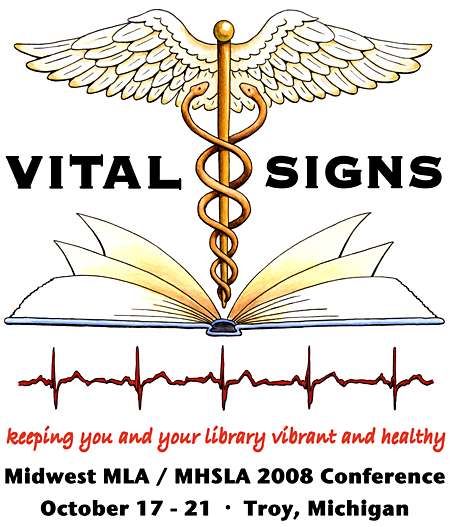 VITAL SIGNS
keeping you and your library vibrant and healthy
Midwest MLA / MHSLA 2008 Conference
October 17 - 21 · Troy, Michigan